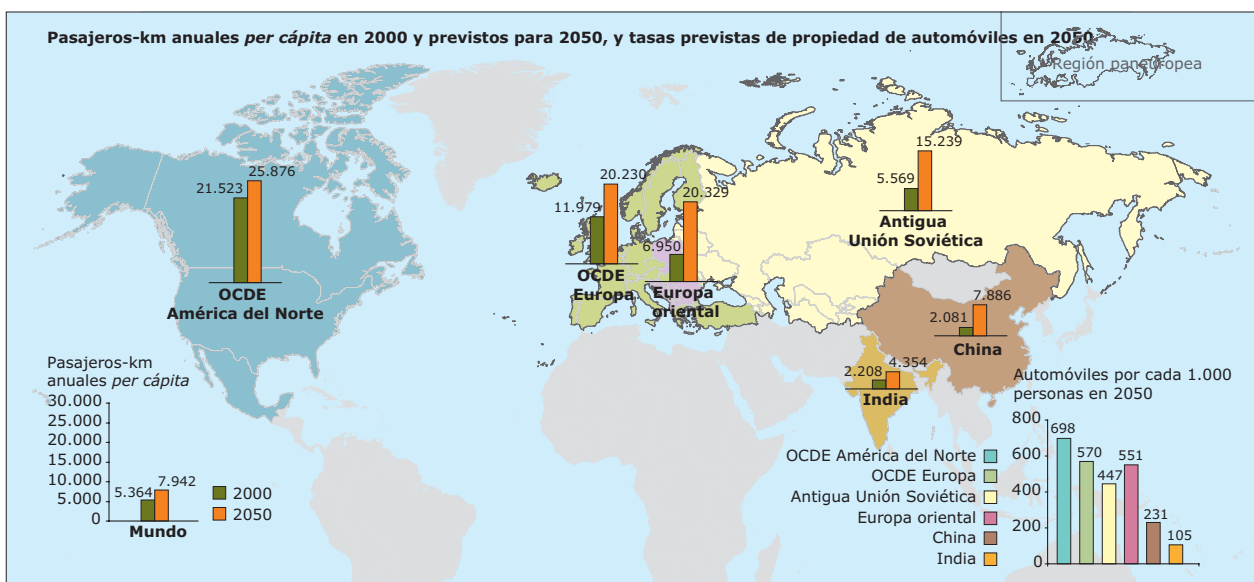 Pasajeros-km anuales per cápita en 2000 y previstos para 2050, y tasas previstas de propiedad de automóviles en 2050
Región paneuropea
21.523
25.876
OCDE
América del Norte
11.979
20.230
OCDE
Europa
6.950
20.329
Europa
oriental
5.569
15.239
Antigua
Unión Soviética
2.081
7.886
China
2.208
4.354
India
Pasajeros-km
anuales per cápita
30.000
25.000
20.000
15.000
10.000
5.000
0
5.364
7.942
Mundo
2000
2050
Automóviles por cada 1.000
personas en 2050
800
600
400
200
0
698
570
447
551
231
105
OCDE América del Norte
OCDE Europa
Antigua Unión Soviética
Europa oriental
China
India